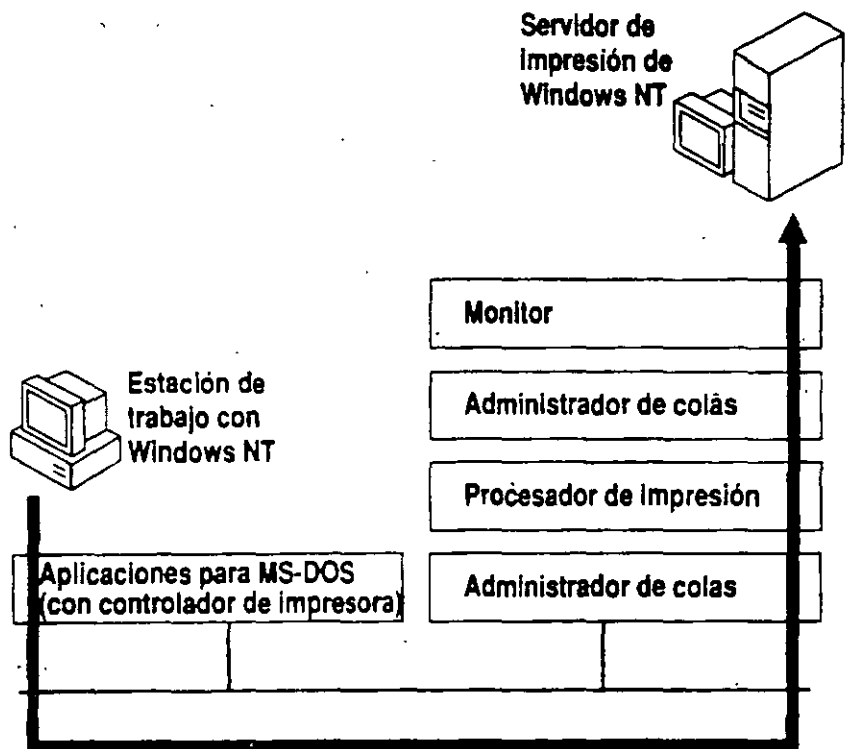 Servidor de
impresión de
Windows NT
Monitor
Estación de
trabajo con
Windows NT
Administrador de colas
Procesador de impresión
Aplicaciones para MS-DOS
(con controlador de impresora)
Administrador de colas